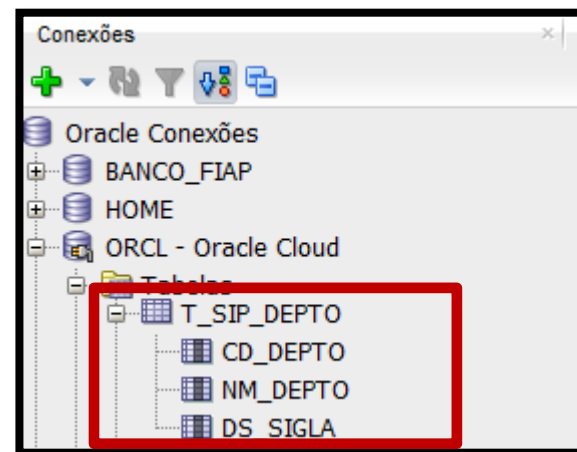 Conexões
Oracle Conexões
BANCO_FIAP
HOME
ORCL - Oracle Cloud
Tabelas
T_SIP_DEPTO
CD_DEPTO
NM_DEPTO
DS_SIGLA